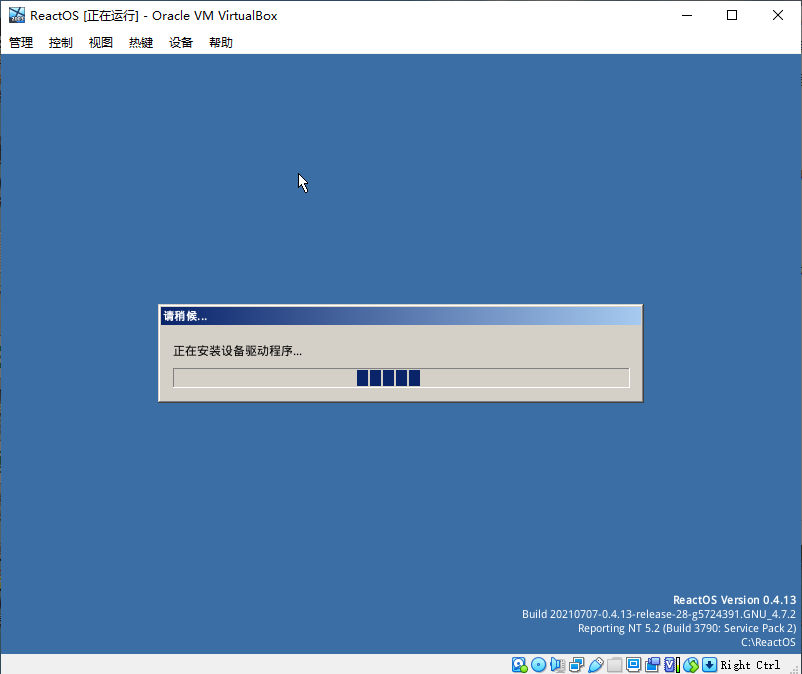 ReactOS [正在运行] - Oracle VM VirtualBox
管理 控制 视图 热键 设备 帮助
请稍候...
正在安装设备驱动程序...
ReactOS Version 0.4.13
Build 20210707-0.4.13-release-28-g5724391.GNU_4.7.2
Reporting NT 5.2 (Build 3790: Service Pack 2)
C:\ReactOS
Right Ctrl